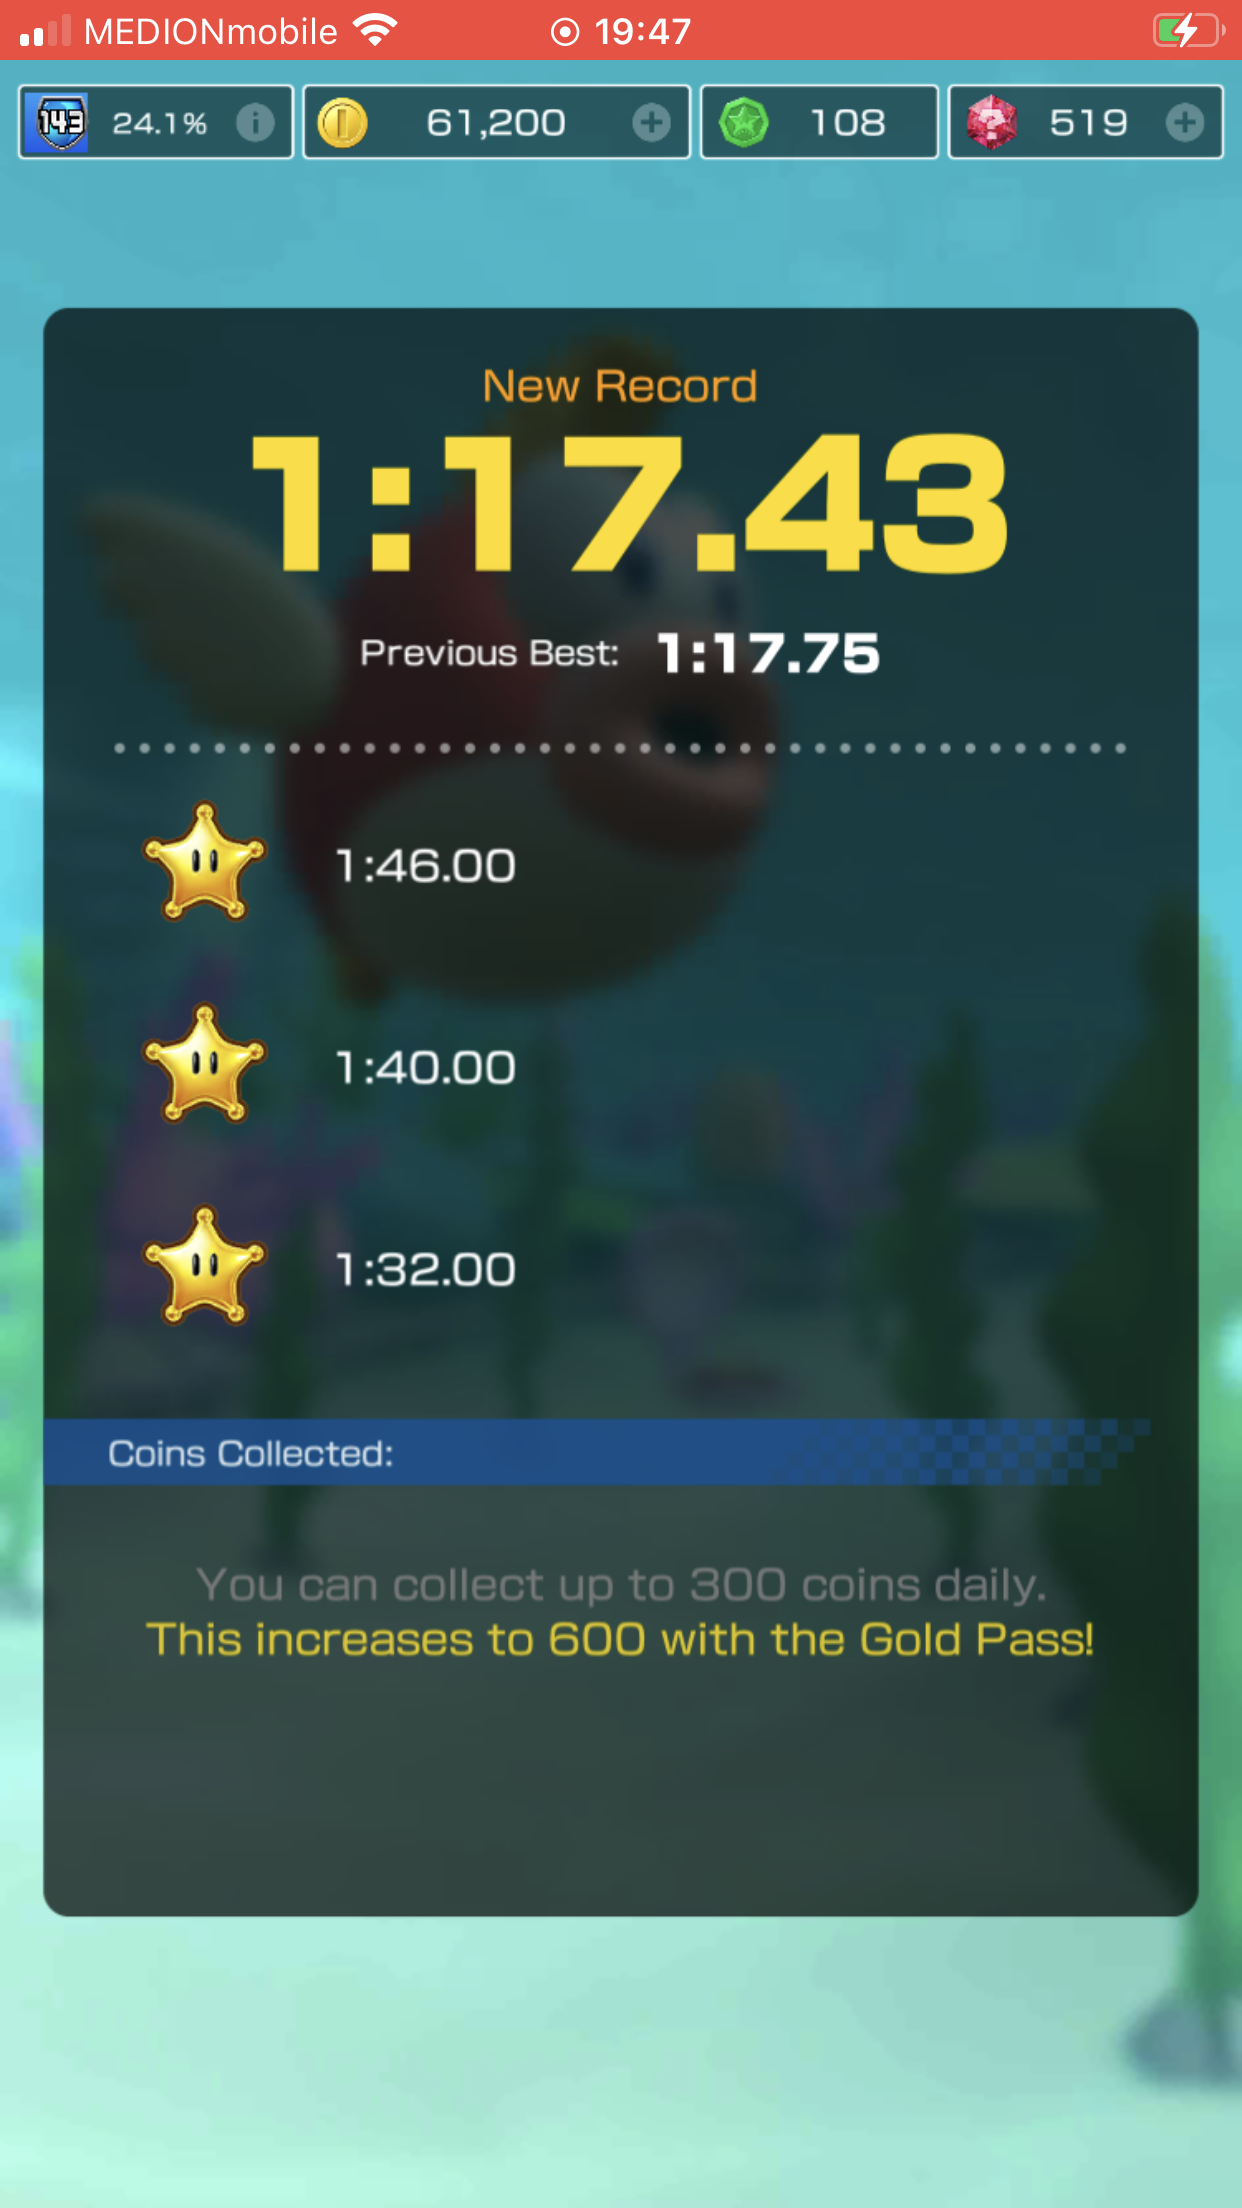 MEDIONmobile 19:47
143 24.1% 61,200 108 519
New Record
1:17.43
Previous Best: 1:17.75
1:46.00
1:40.00
1:32.00
Coins Collected:
You can collect up to 300 coins daily.
This increases to 600 with the Gold Pass!